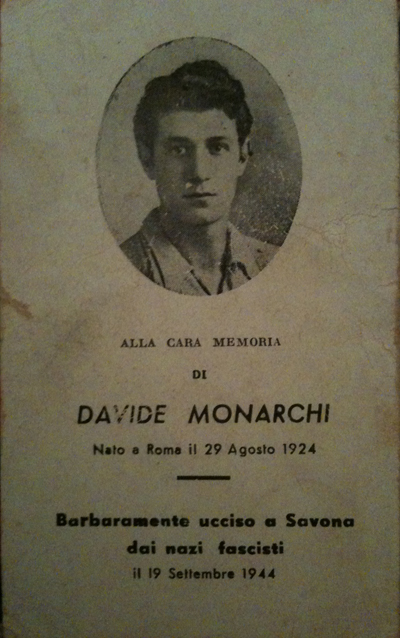 ALLA CARA MEMORIA
DI
DAVIDE MONARCHI
Nato a Roma il 29 Agosto 1924
Barbaramente ucciso a Savona
dai nazi fascisti
il 19 Settembre 1944